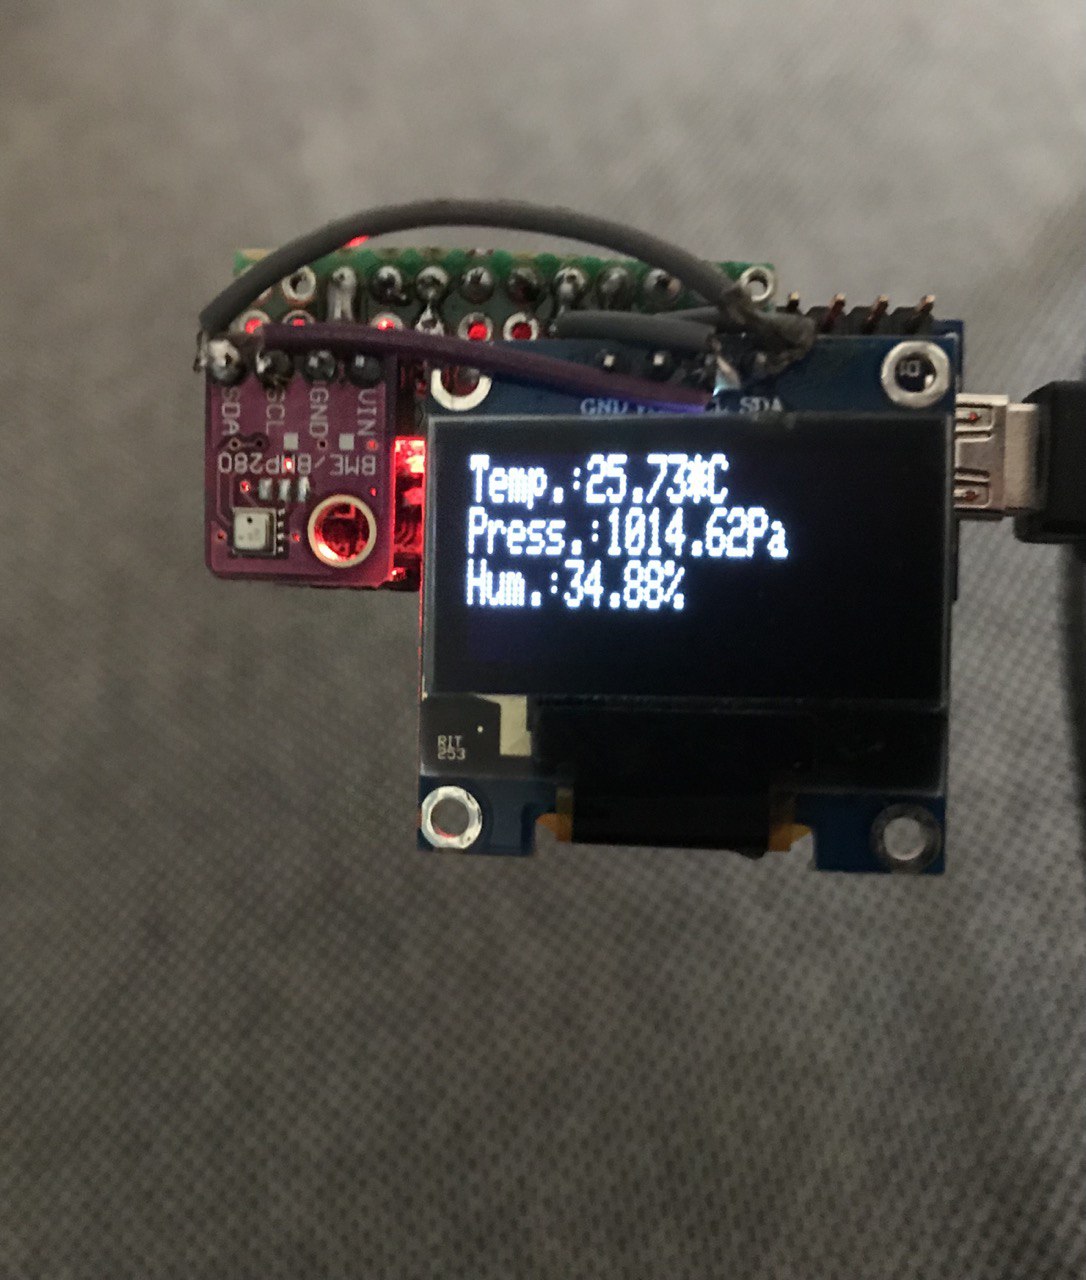 Temp.:25.73*C
Press.:1014.62Pa
Hum.:34.88%
VIN
GND
SCL
SDA
BME/BMP280
GND
SDA
RIT
253